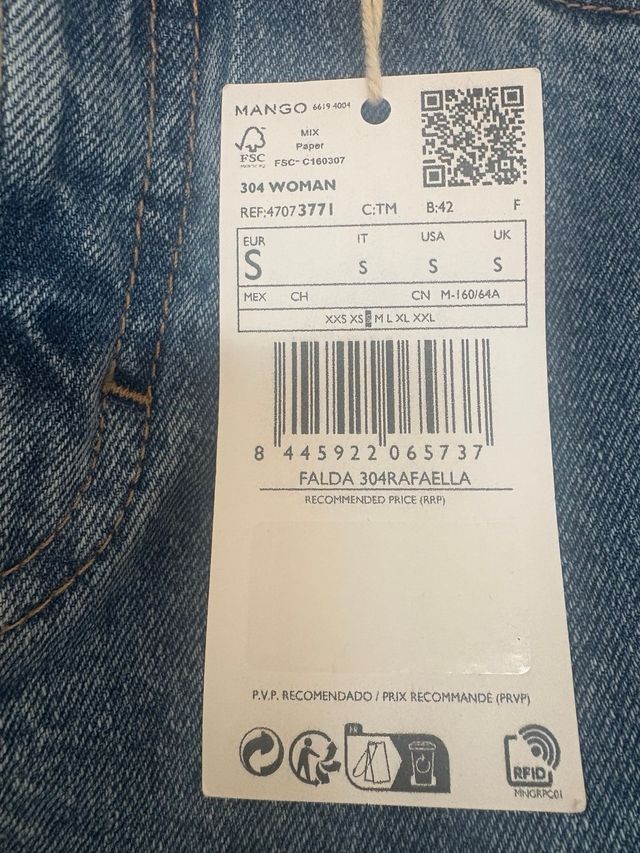 MANGO 6619 4004
MIX
Paper
FSC
FSC® C160307
304 WOMAN
REF:47073771 C:TM B:42 F
EUR IT USA UK
S S S S
MEX CH CN M-160/64A
XXS XS S M L XL XXL
8 445922 065737
FALDA 304RAFAELLA
RECOMMENDED PRICE (RRP)
P.V.P. RECOMENDADO / PRIX RECOMMANDÉ (PRVP)
FR
RFID
MNGRPC01